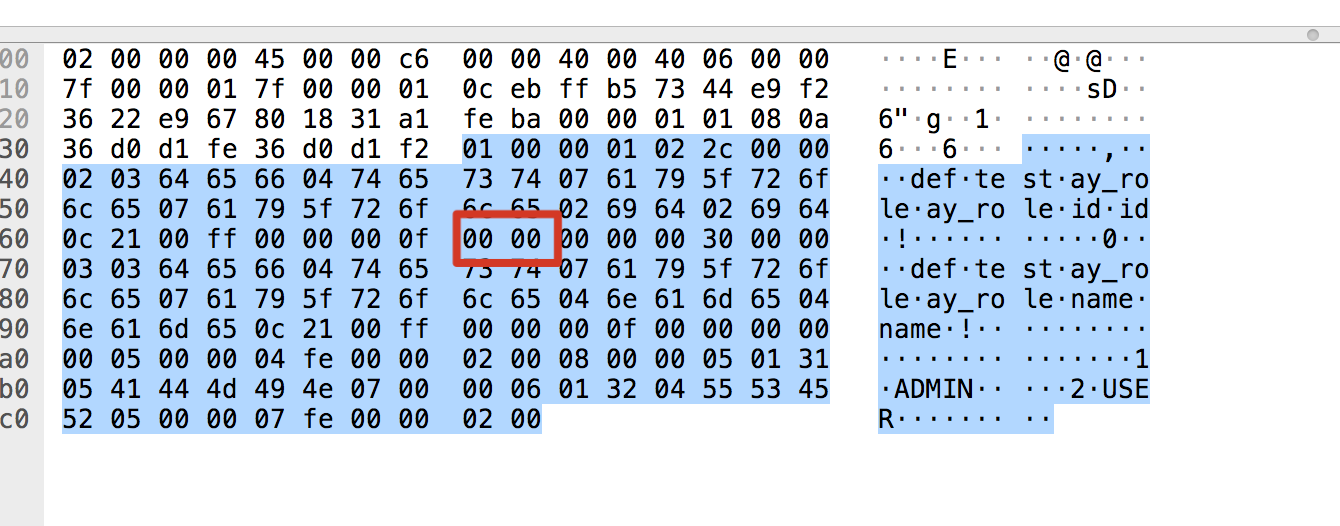 00 02 00 00 00 45 00 00 c6 00 00 40 00 40 06 00 00 ····E··· ··@·@···
10 7f 00 00 01 7f 00 00 01 0c eb ff b5 73 44 e9 f2 ········ ····sD··
20 36 22 e9 67 80 18 31 a1 fe ba 00 00 01 01 08 0a 6"·g··1· ········
30 36 d0 d1 fe 36 d0 d1 f2 01 00 00 01 02 2c 00 00 6···6··· ·····,··
40 02 03 64 65 66 04 74 65 73 74 07 61 79 5f 72 6f ··def·te st·ay_ro
50 6c 65 07 61 79 5f 72 6f 6c 65 02 69 64 02 69 64 le·ay_ro le·id·id
60 0c 21 00 ff 00 00 00 0f 00 00 00 00 00 30 00 00 ·!······ ·····0··
70 03 03 64 65 66 04 74 65 73 74 07 61 79 5f 72 6f ··def·te st·ay_ro
80 6c 65 07 61 79 5f 72 6f 6c 65 04 6e 61 6d 65 04 le·ay_ro le·name·
90 6e 61 6d 65 0c 21 00 ff 00 00 00 0f 00 00 00 00 name·!·· ········
a0 00 05 00 00 04 fe 00 00 02 00 08 00 00 05 01 31 ········ ·······1
b0 05 41 44 4d 49 4e 07 00 00 06 01 32 04 55 53 45 ·ADMIN·· ···2·USE
c0 52 05 00 00 07 fe 00 00 02 00 R······· ··